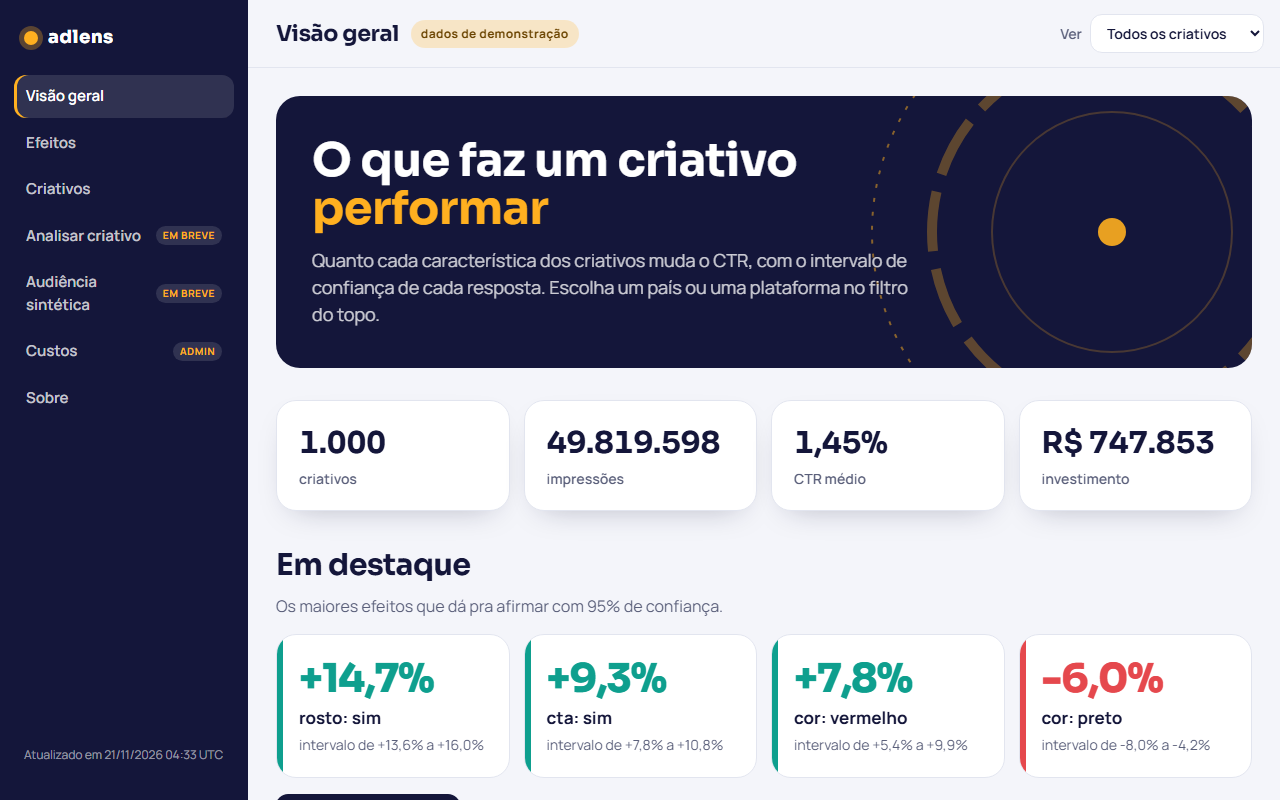 adlens
Visão geral
Efeitos
Criativos
Analisar criativo EM BREVE
Audiência
sintética EM BREVE
Custos ADMIN
Sobre
Atualizado em 21/11/2026 04:33 UTC
Visão geral dados de demonstração Ver Todos os criativos
O que faz um criativo
performar
Quanto cada característica dos criativos muda o CTR, com o intervalo de
confiança de cada resposta. Escolha um país ou uma plataforma no filtro
do topo.
1.000
criativos
49.819.598
impressões
1,45%
CTR médio
R$ 747.853
investimento
Em destaque
Os maiores efeitos que dá pra afirmar com 95% de confiança.
+14,7%
rosto: sim
intervalo de +13,6% a +16,0%
+9,3%
cta: sim
intervalo de +7,8% a +10,8%
+7,8%
cor: vermelho
intervalo de +5,4% a +9,9%
-6,0%
cor: preto
intervalo de -8,0% a -4,2%